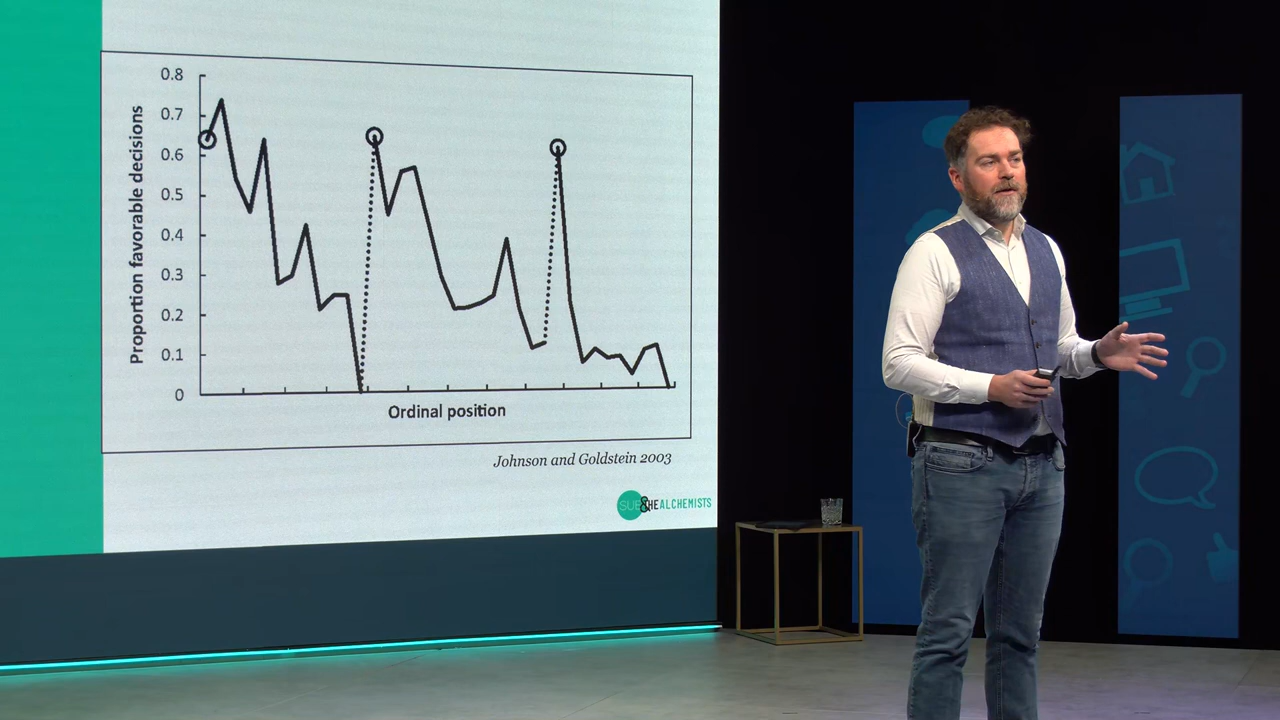 0.8
0.7
0.6
0.5
0.4
0.3
0.2
0.1
0
Proportion favorable decisions
Ordinal position
Johnson and Goldstein 2003
SUE & THE ALCHEMISTS